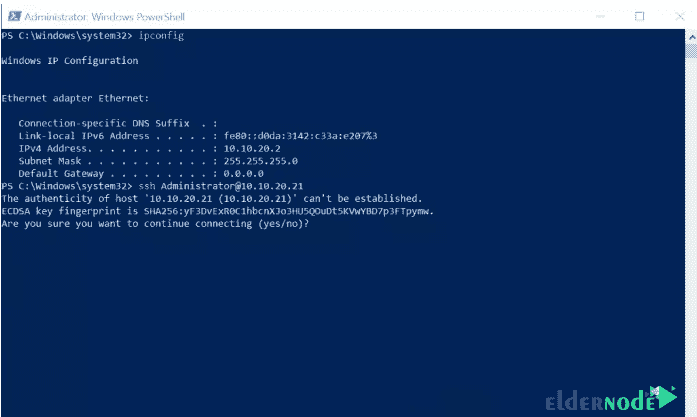 Administrator: Windows PowerShell
PS C:\Windows\system32> ipconfig
Windows IP Configuration
Ethernet adapter Ethernet:
Connection-specific DNS Suffix . :
Link-local IPv6 Address . . . . . : fe80::d0da:3142:c33a:e207%3
IPv4 Address. . . . . . . . . . . : 10.10.20.2
Subnet Mask . . . . . . . . . . . : 255.255.255.0
Default Gateway . . . . . . . . . : 0.0.0.0
PS C:\Windows\system32> ssh Administrator@10.10.20.21
The authenticity of host '10.10.20.21 (10.10.20.21)' can't be established.
ECDSA key fingerprint is SHA256:yF3DvExR0C1hbcnXJo3HU5QOuDt5KVwYBD7p3FTpymw.
Are you sure you want to continue connecting (yes/no)?
elderNODE